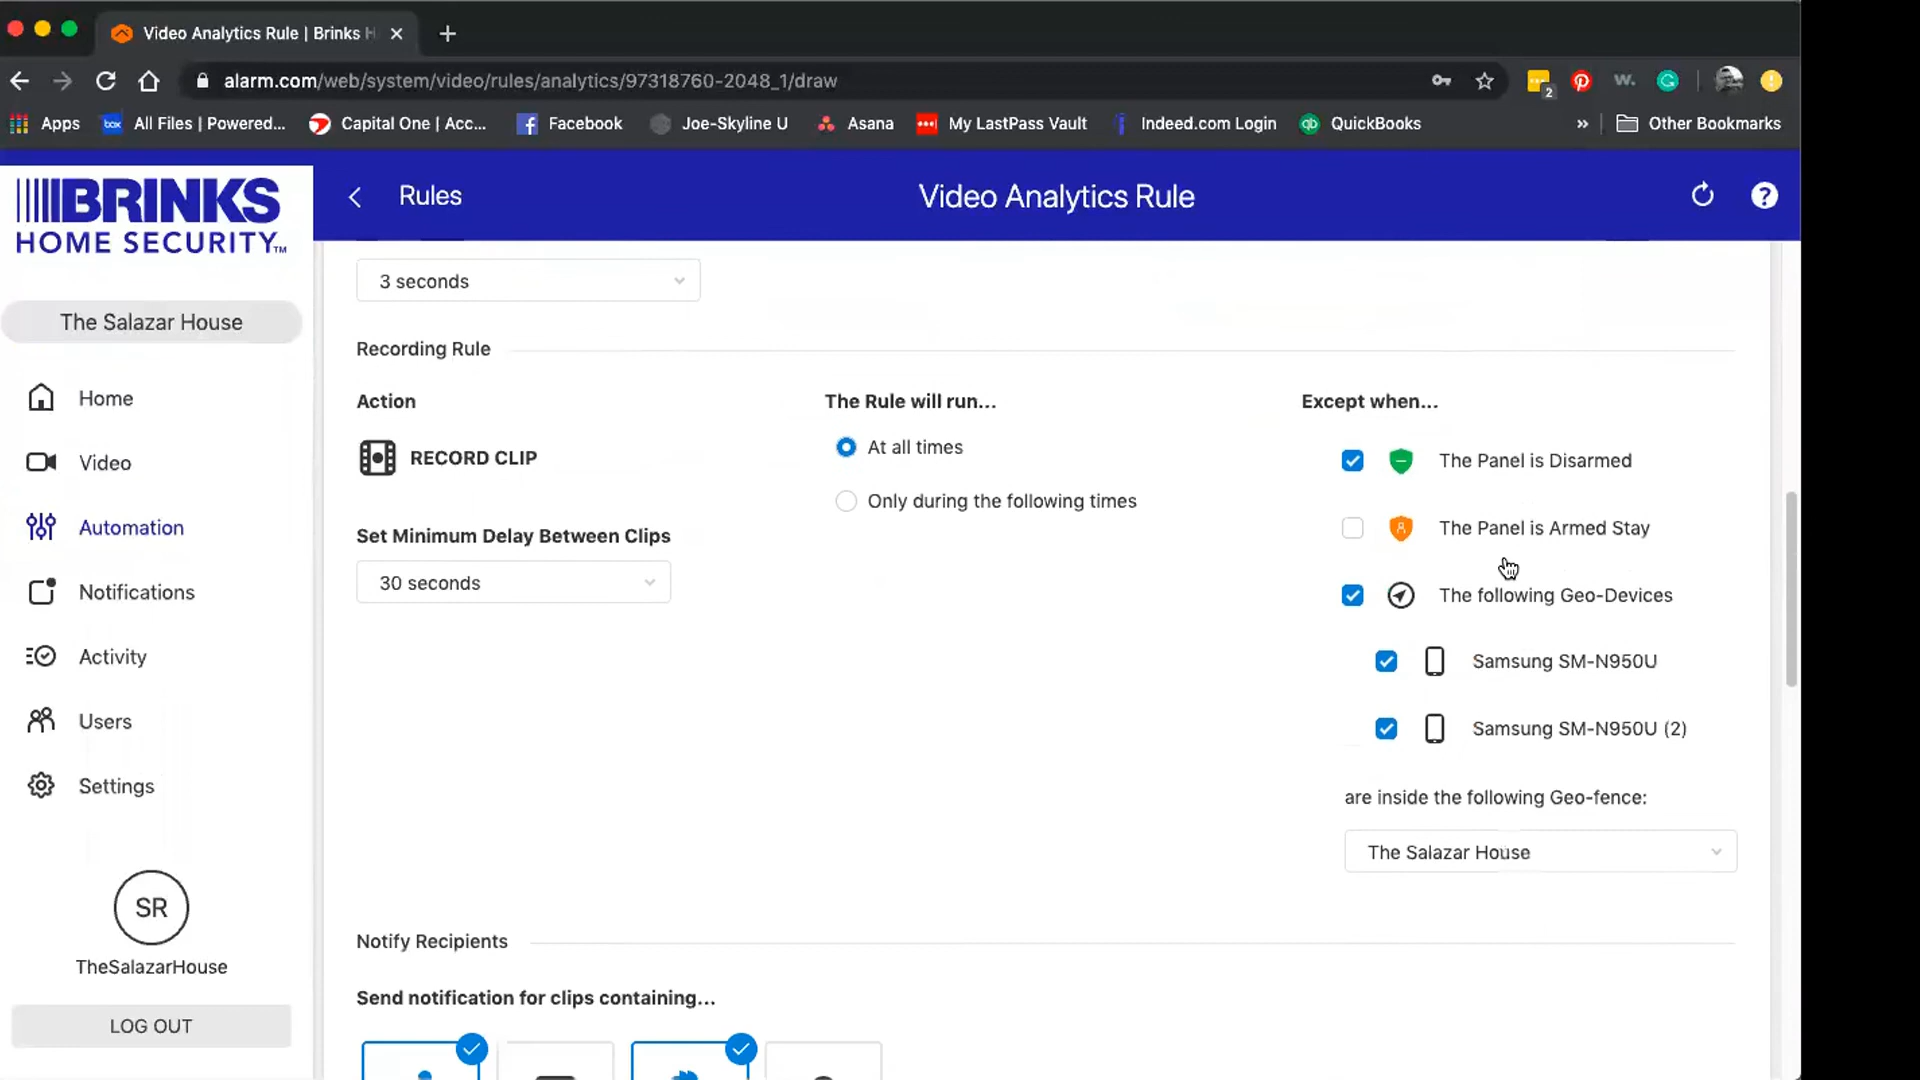 Video Analytics Rule | Brinks H
alarm.com/web/system/video/rules/analytics/97318760-2048_1/draw
2
w.
Apps
box
All Files | Powered...
Capital One | Acc...
Facebook
Joe-Skyline U
Asana
My LastPass Vault
Indeed.com Login
qb
QuickBooks
»
Other Bookmarks
BRINKS
HOME SECURITY™
Rules
Video Analytics Rule
?
The Salazar House
Home
Video
Automation
Notifications
Activity
Users
Settings
SR
TheSalazarHouse
LOG OUT
3 seconds
Recording Rule
Action
RECORD CLIP
Set Minimum Delay Between Clips
30 seconds
The Rule will run...
At all times
Only during the following times
Except when...
The Panel is Disarmed
The Panel is Armed Stay
The following Geo-Devices
Samsung SM-N950U
Samsung SM-N950U (2)
are inside the following Geo-fence:
The Salazar House
Notify Recipients
Send notification for clips containing...